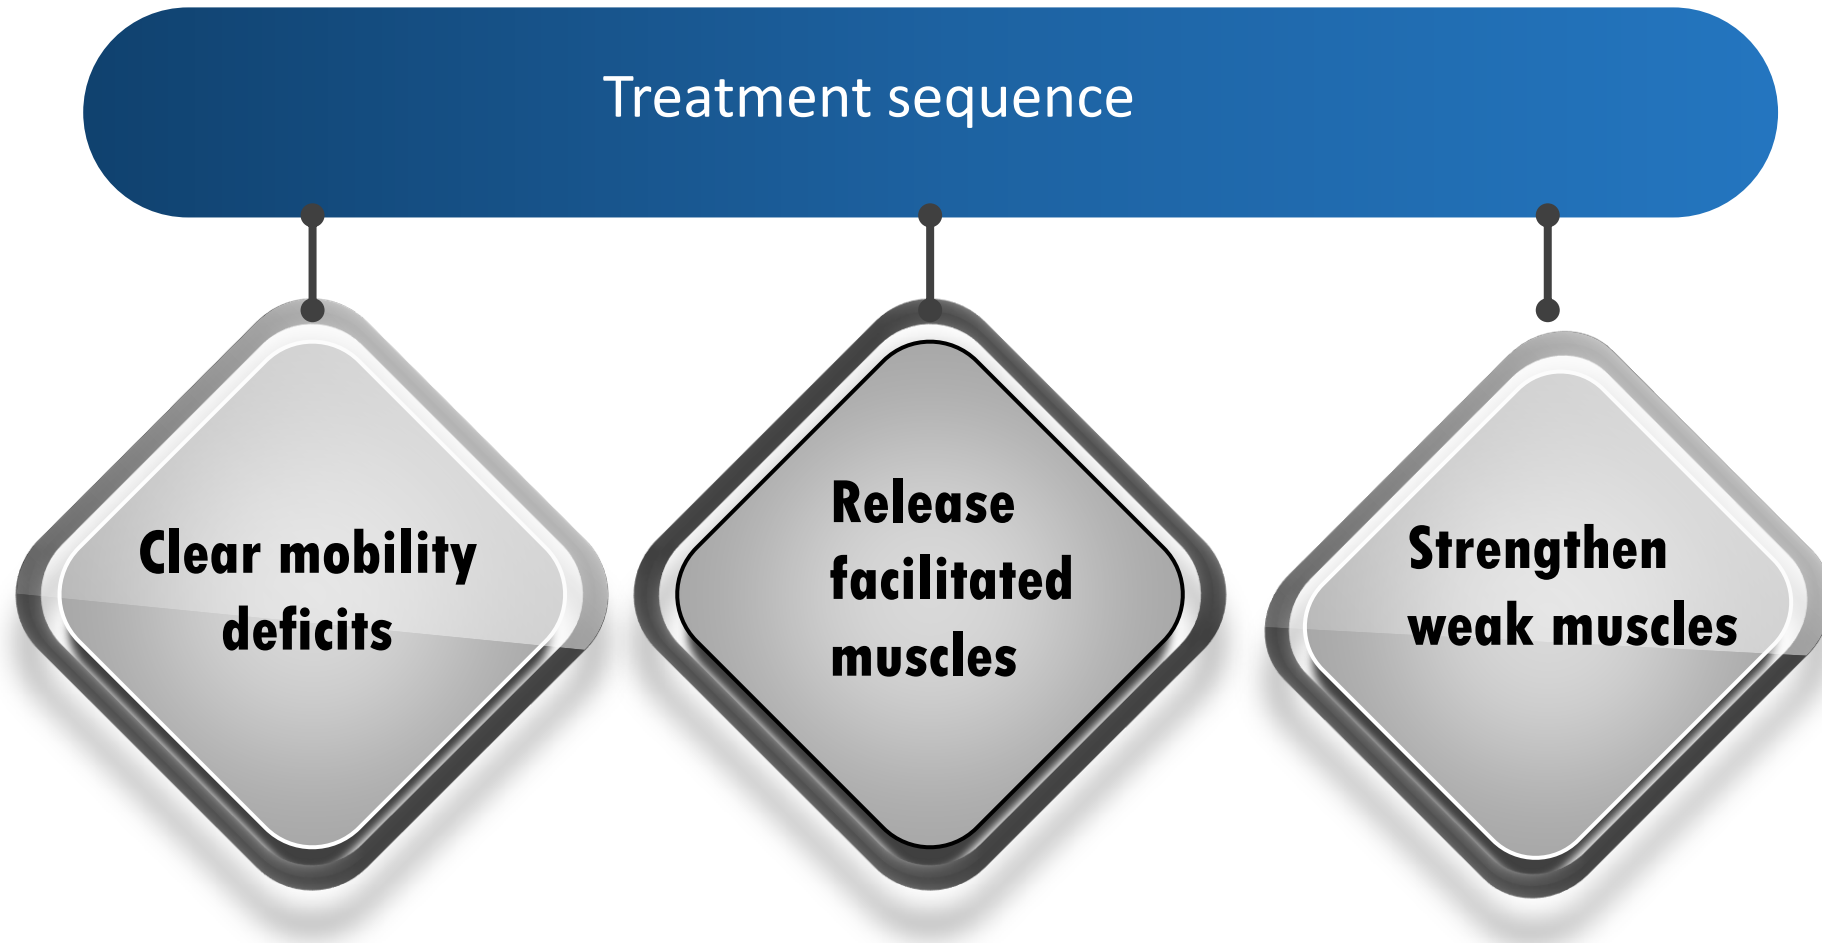 Treatment sequence
Clear mobility
deficits
Release
facilitated
muscles
Strengthen
weak muscles